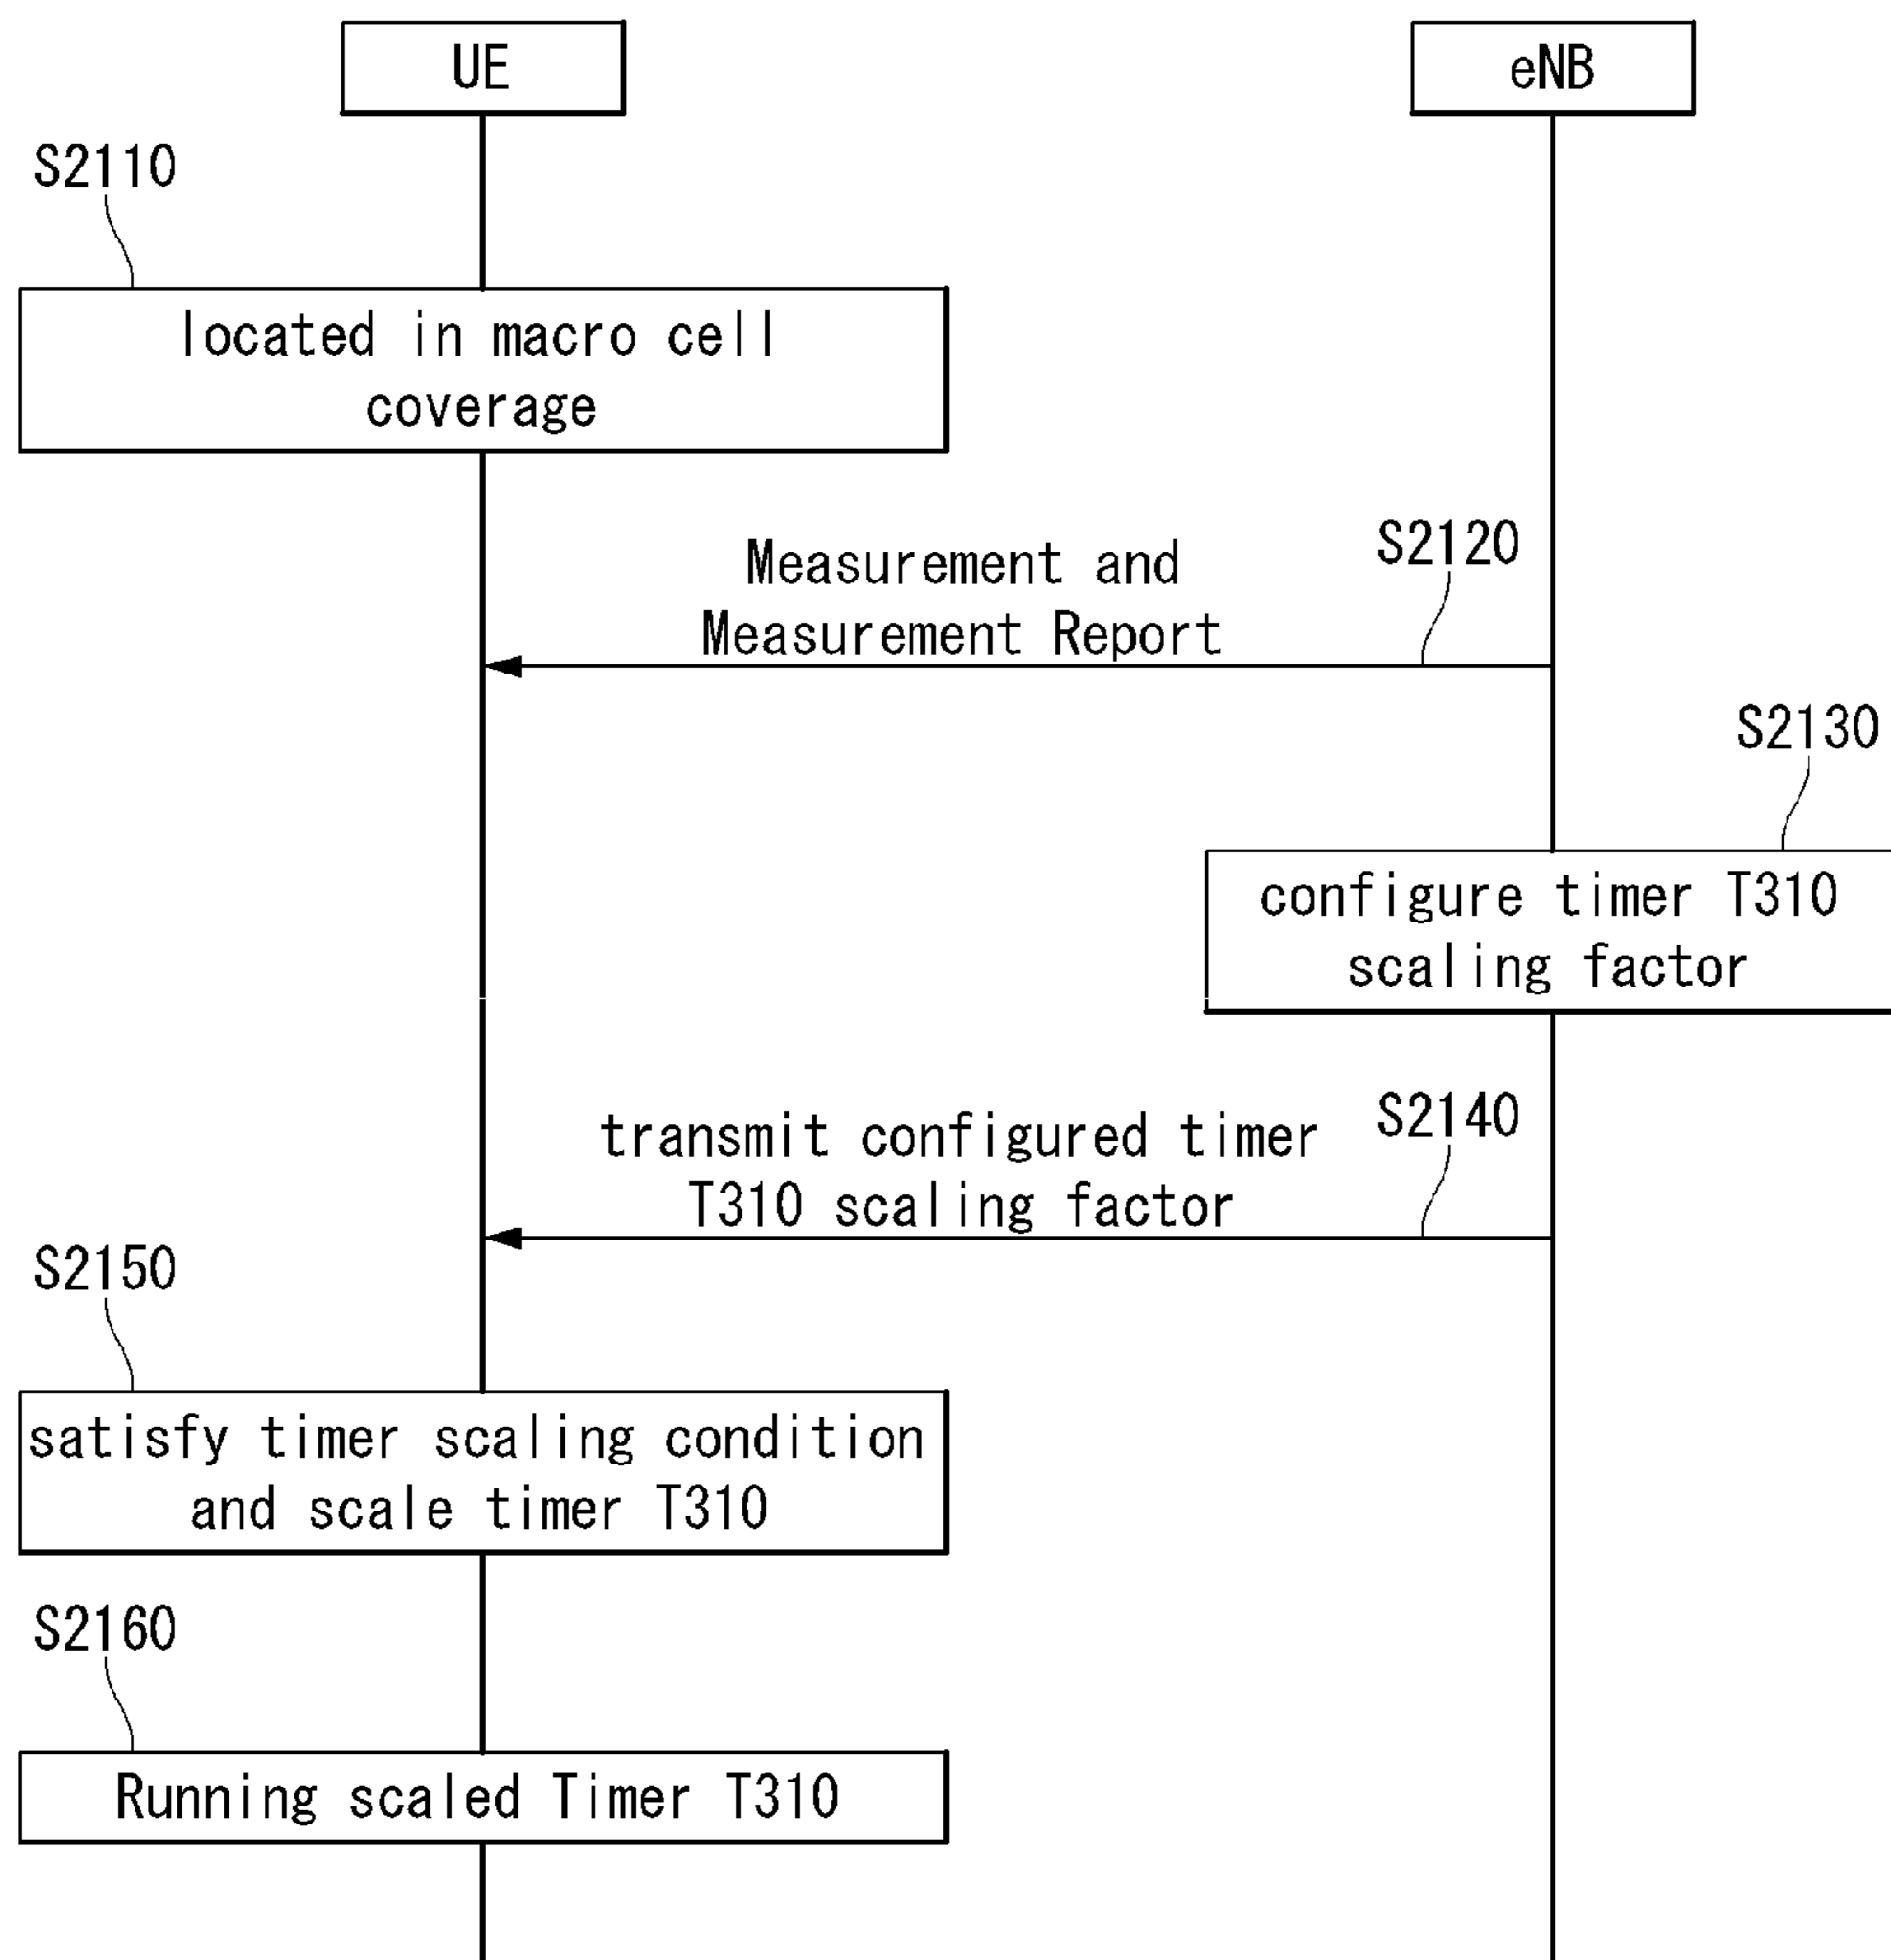 UE
eNB
S2110
located in macro cell
coverage
S2120
Measurement and
Measurement Report
S2130
configure timer T310
scaling factor
S2140
transmit configured timer
T310 scaling factor
S2150
satisfy timer scaling condition
and scale timer T310
S2160
Running scaled Timer T310